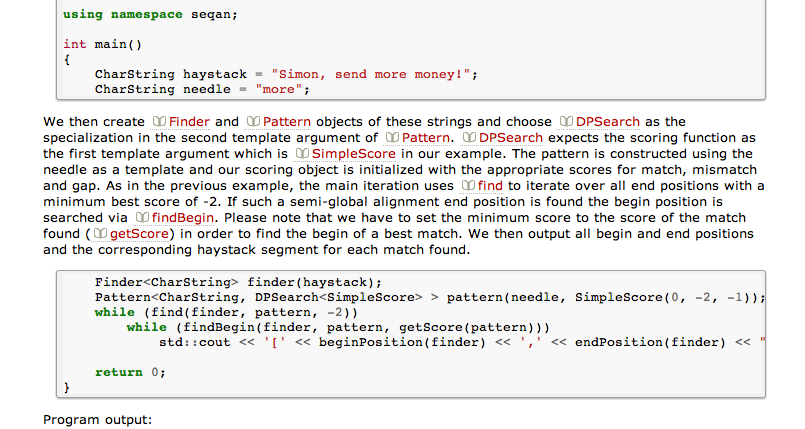 using namespace seqan;
int main()
{
CharString haystack = "Simon, send more money!";
CharString needle = "more";
We then create Finder and Pattern objects of these strings and choose DPSearch as the
specialization in the second template argument of Pattern. DPSearch expects the scoring function as
the first template argument which is SimpleScore in our example. The pattern is constructed using the
needle as a template and our scoring object is initialized with the appropriate scores for match, mismatch
and gap. As in the previous example, the main iteration uses find to iterate over all end positions with a
minimum best score of -2. If such a semi-global alignment end position is found the begin position is
searched via findBegin. Please note that we have to set the minimum score to the score of the match
found ( getScore) in order to find the begin of a best match. We then output all begin and end positions
and the corresponding haystack segment for each match found.
Finder<CharString> finder(haystack);
Pattern<CharString, DPSearch<SimpleScore> > pattern(needle, SimpleScore(0, -2, -1));
while (find(finder, pattern, -2))
while (findBegin(finder, pattern, getScore(pattern)))
std::cout << '[' << beginPosition(finder) << ',' << endPosition(finder) << "
return 0;
}
Program output: